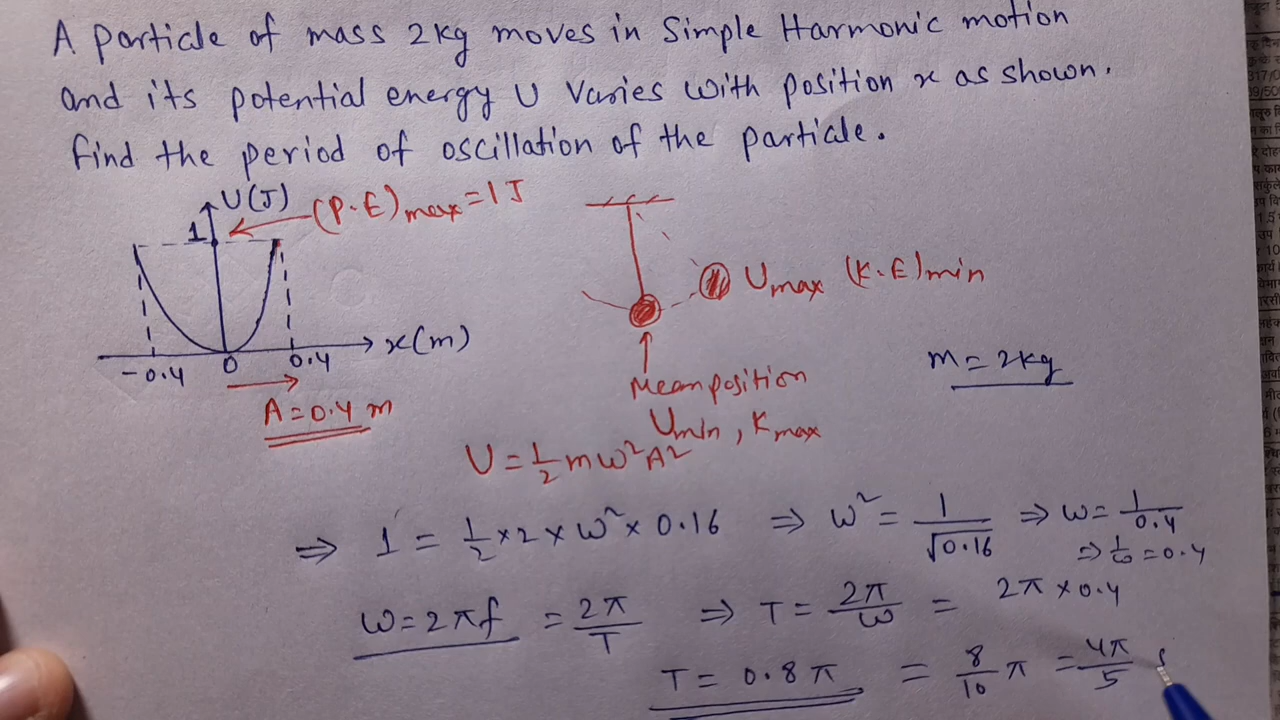 A particle of mass 2kg moves in Simple Harmonic motion
and its potential energy U varies with position x as shown.
find the period of oscillation of the particle.
U(J)
(P.E)max = 1J
1
Umax (K.E)min
x(m)
-0.4 0 0.4
m = 2kg
A = 0.4 m
Mean position
Umin, Kmax
U = 1/2 mω²A²
⇒ 1 = 1/2 × 2 × ω² × 0.16 ⇒ ω² = 1/√0.16 ⇒ ω = 1/0.4
⇒ 1/ω = 0.4
ω = 2πf = 2π/T ⇒ T = 2π/ω = 2π × 0.4
T = 0.8π = 8/10 π = 4π/5